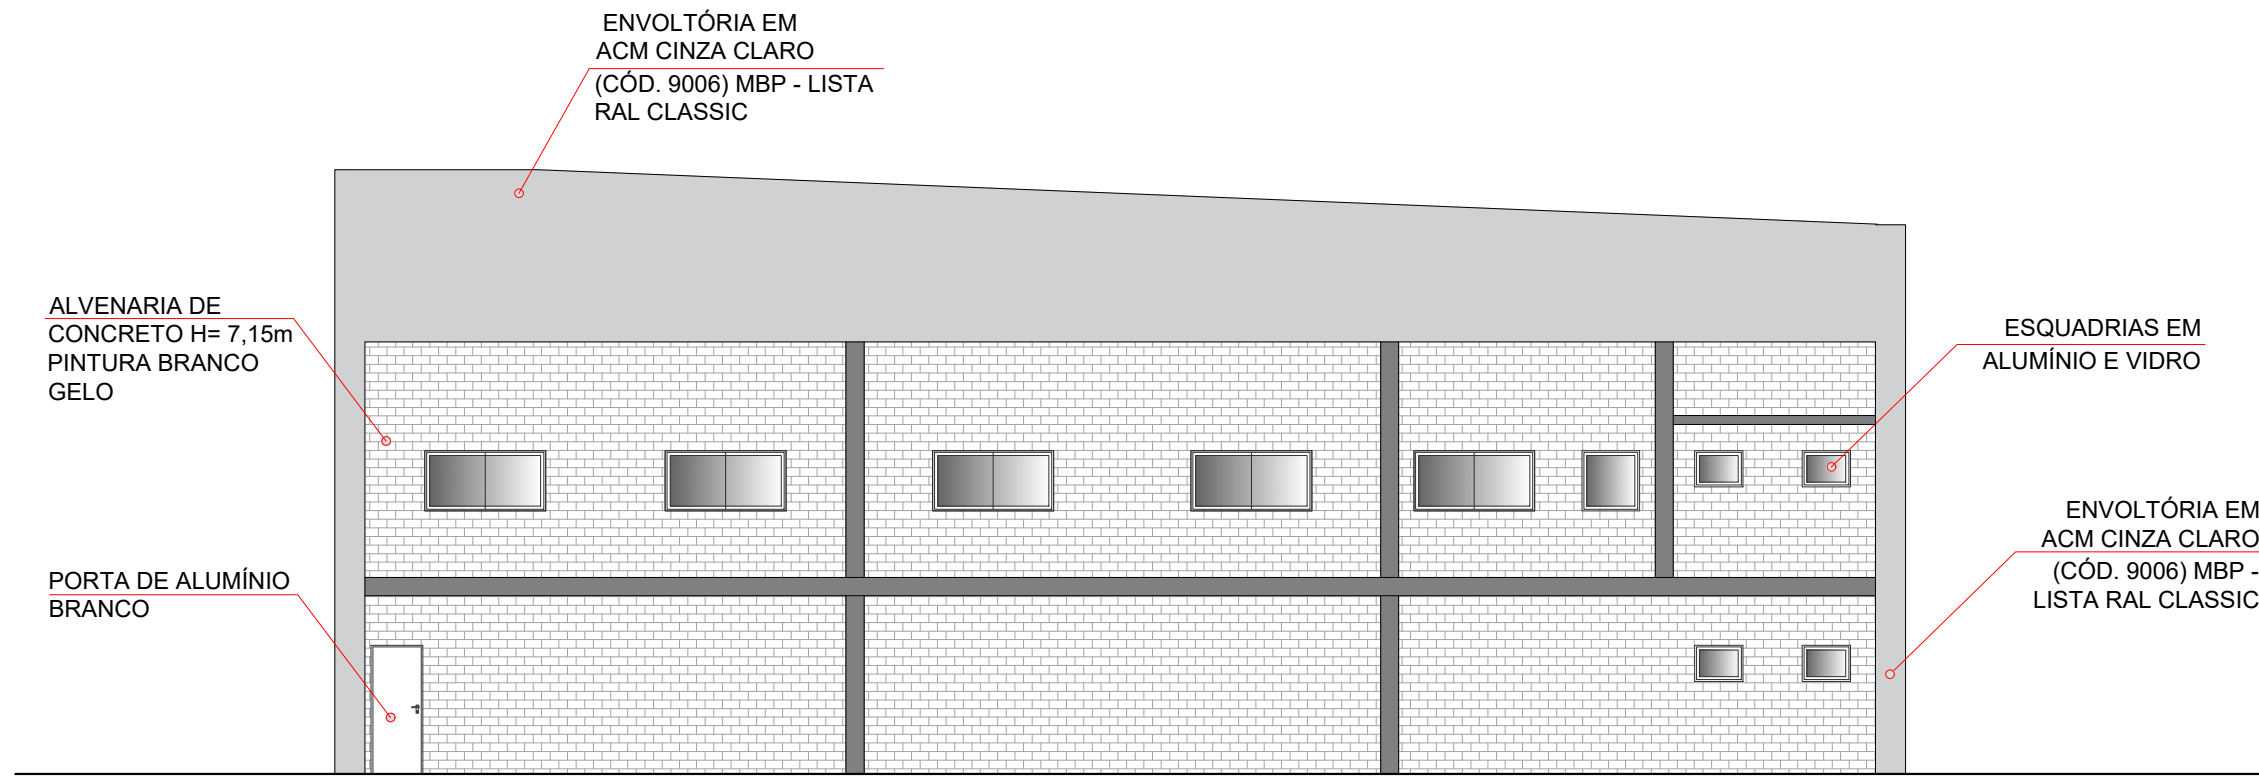 ENVOLTÓRIA EM
ACM CINZA CLARO
(CÓD. 9006) MBP - LISTA
RAL CLASSIC
ALVENARIA DE
CONCRETO H= 7,15m
PINTURA BRANCO
GELO
ESQUADRIAS EM
ALUMÍNIO E VIDRO
ENVOLTÓRIA EM
ACM CINZA CLARO
(CÓD. 9006) MBP -
LISTA RAL CLASSIC
PORTA DE ALUMÍNIO
BRANCO